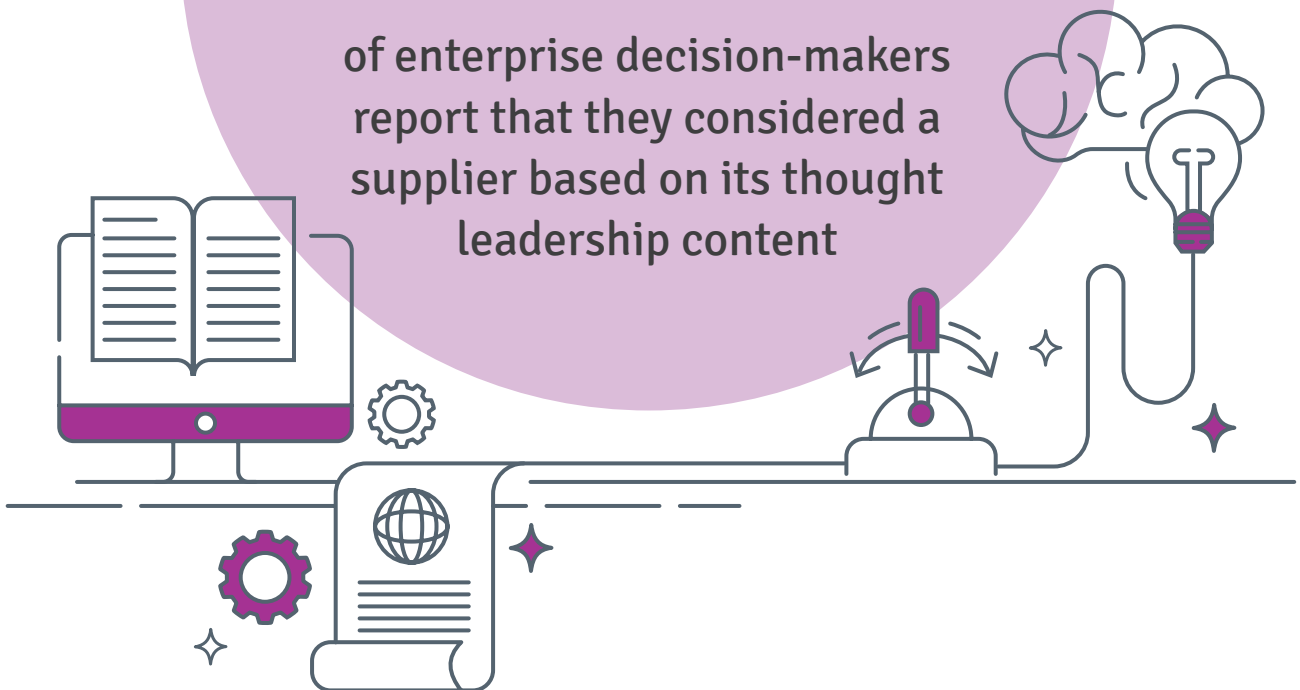 of enterprise decision-makers
report that they considered a
supplier based on its thought
leadership content